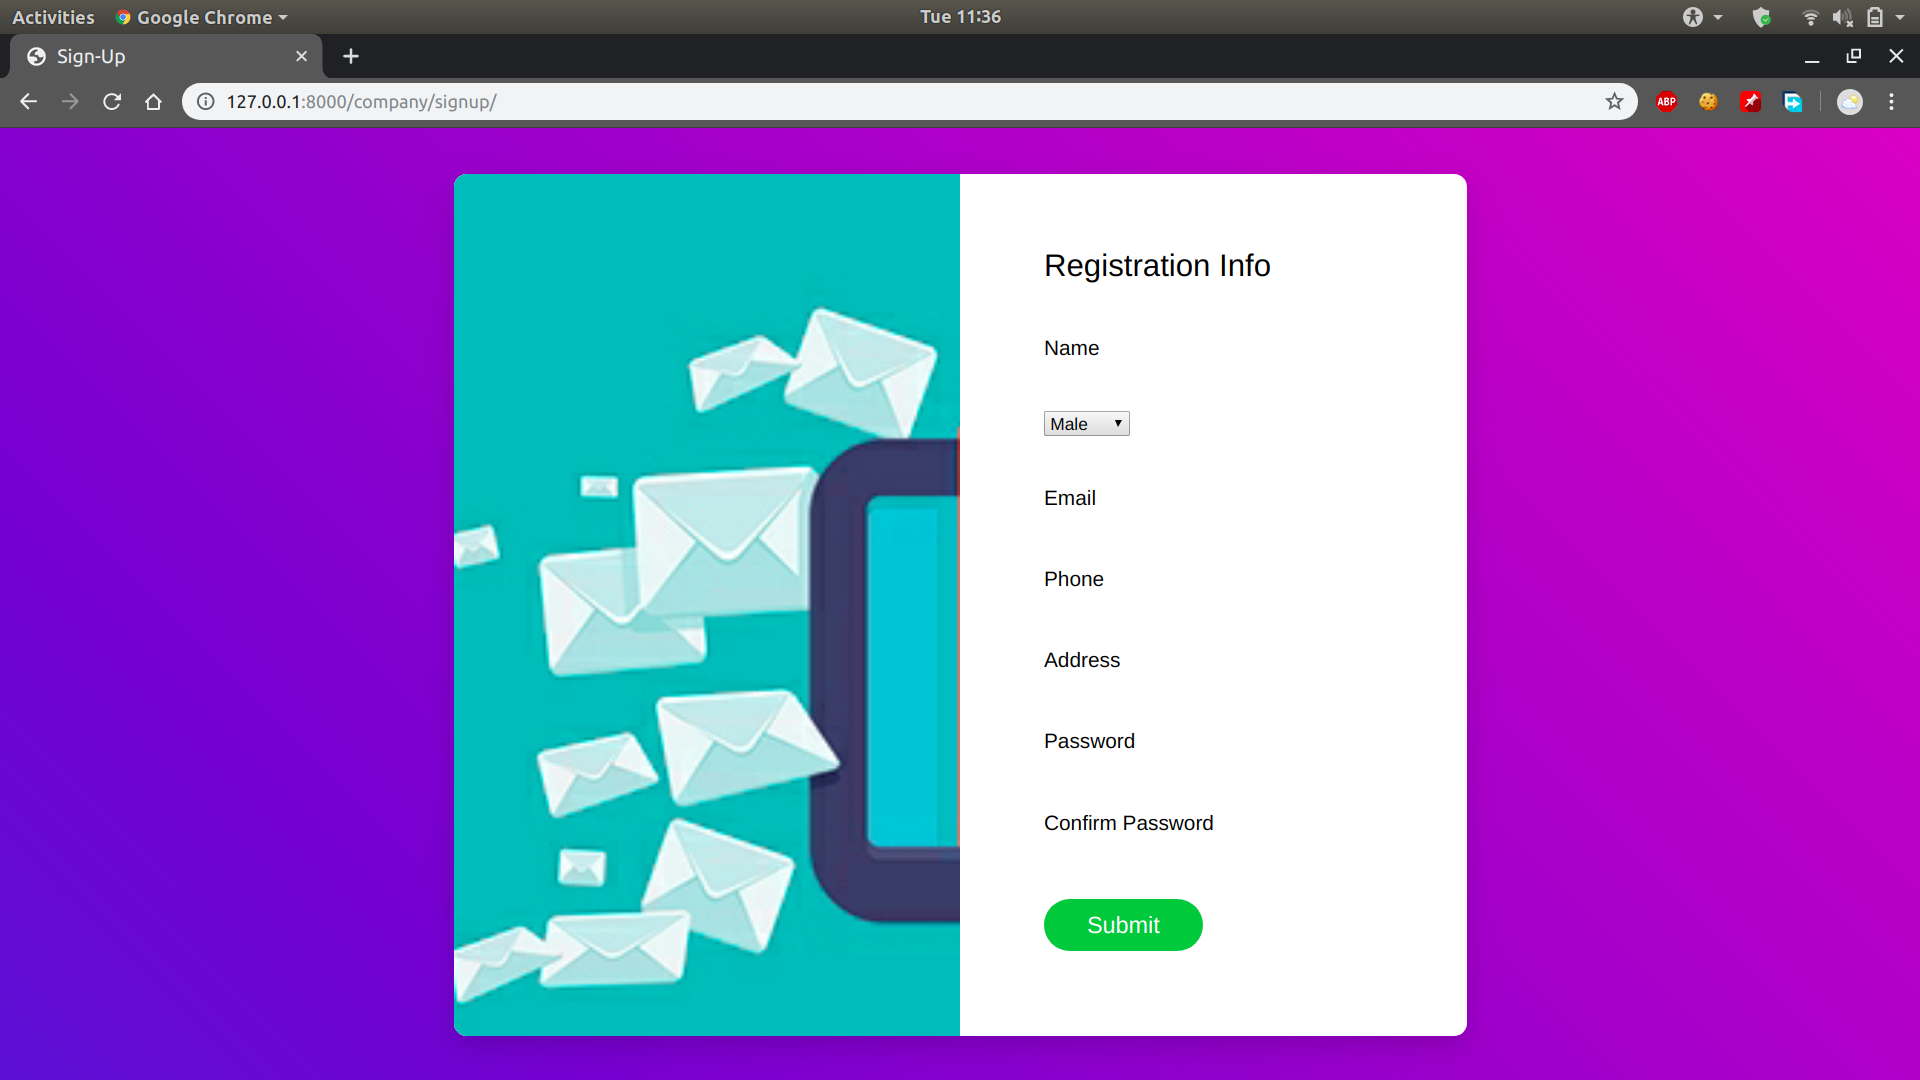 Activities Google Chrome Tue 11:36
Sign-Up
127.0.0.1:8000/company/signup/ ABP
Registration Info
Name
Male
Email
Phone
Address
Password
Confirm Password
Submit